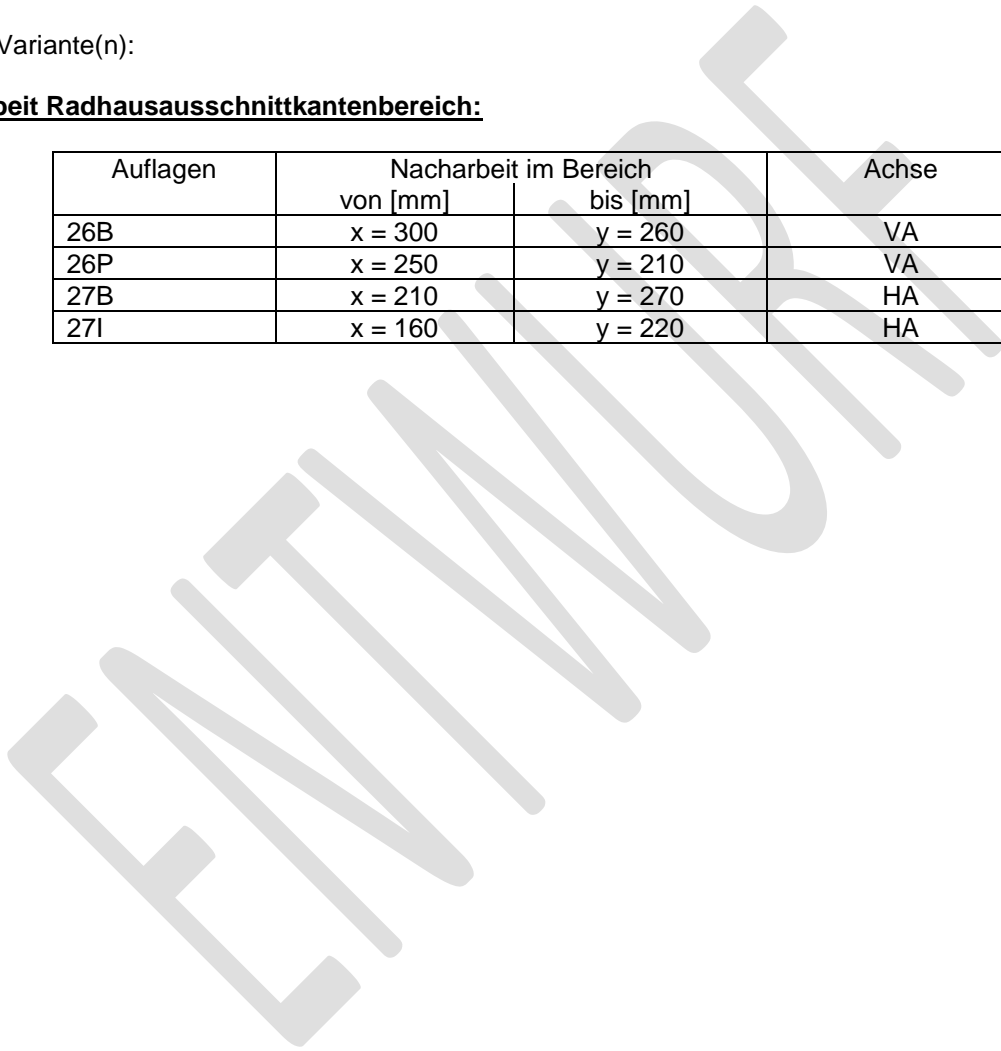 Variante(n):
beit Radhausausschnittkantenbereich:
Auflagen Nacharbeit im Bereich Achse
von [mm] bis [mm]
26B x = 300 y = 260 VA
26P x = 250 y = 210 VA
27B x = 210 y = 270 HA
27I x = 160 y = 220 HA
ENTWURF